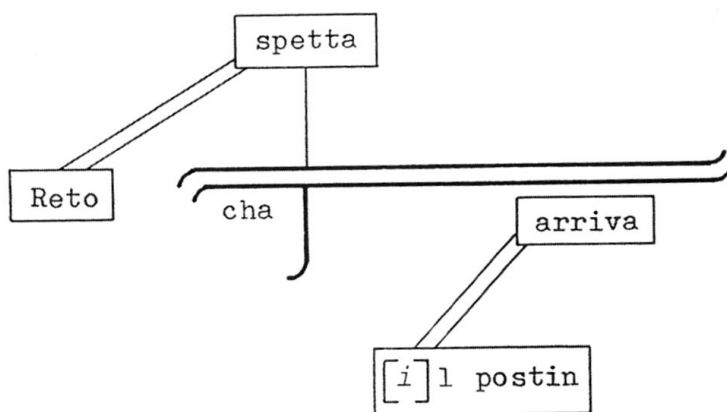 spetta
Reto
cha
arriva
[i]l postin